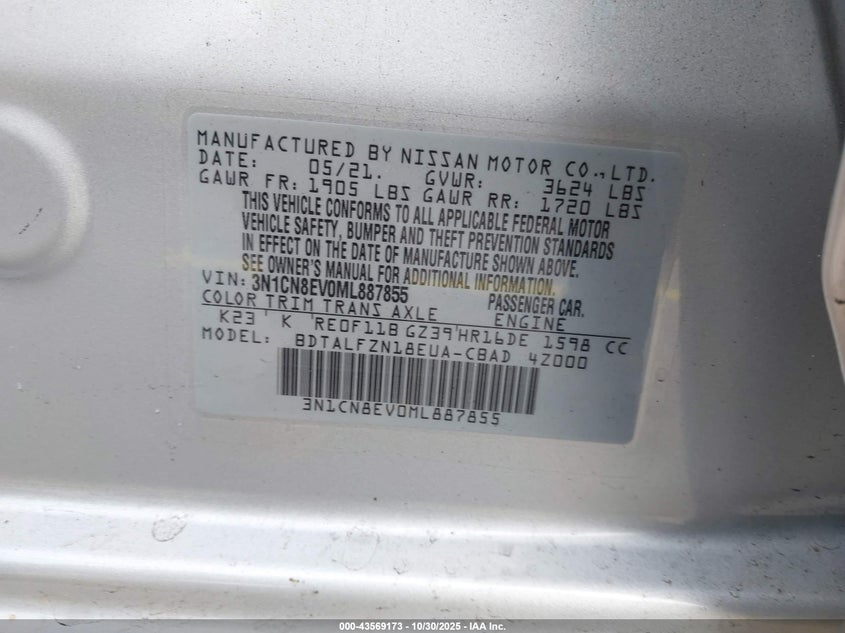 MANUFACTURED BY NISSAN MOTOR CO., LTD.
DATE: 05/21. GVWR: 3624 LBS
GAWR FR: 1905 LBS GAWR RR: 1720 LBS
THIS VEHICLE CONFORMS TO ALL APPLICABLE FEDERAL MOTOR
VEHICLE SAFETY, BUMPER AND THEFT PREVENTION STANDARDS
IN EFFECT ON THE DATE OF MANUFACTURE SHOWN ABOVE.
SEE OWNER'S MANUAL FOR ADDITIONAL INFORMATION.
VIN: 3N1CN8EV0ML887855 PASSENGER CAR.
COLOR TRIM TRANS AXLE ENGINE
K23 K RE0F11B GZ39 HR16DE 1598 CC
MODEL: BDTALFZN18EUA-CBAD 4Z000
3N1CN8EV0ML887855
000-43569173 - 10/30/2025 - IAA Inc.